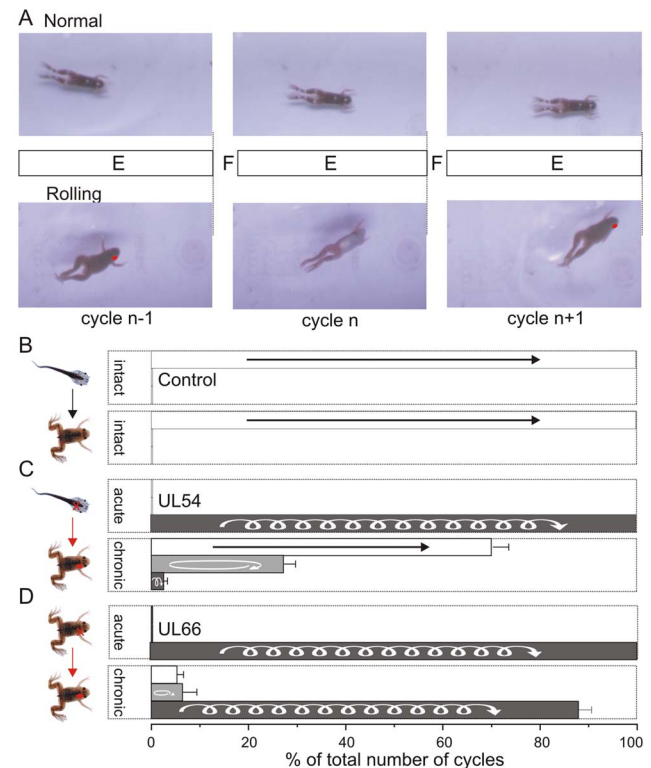 A Normal
E F E F E
Rolling
cycle n-1 cycle n cycle n+1
B
intact
Control
intact
C
acute
UL54
chronic
D
acute
UL66
chronic
0 20 40 60 80 100
% of total number of cycles